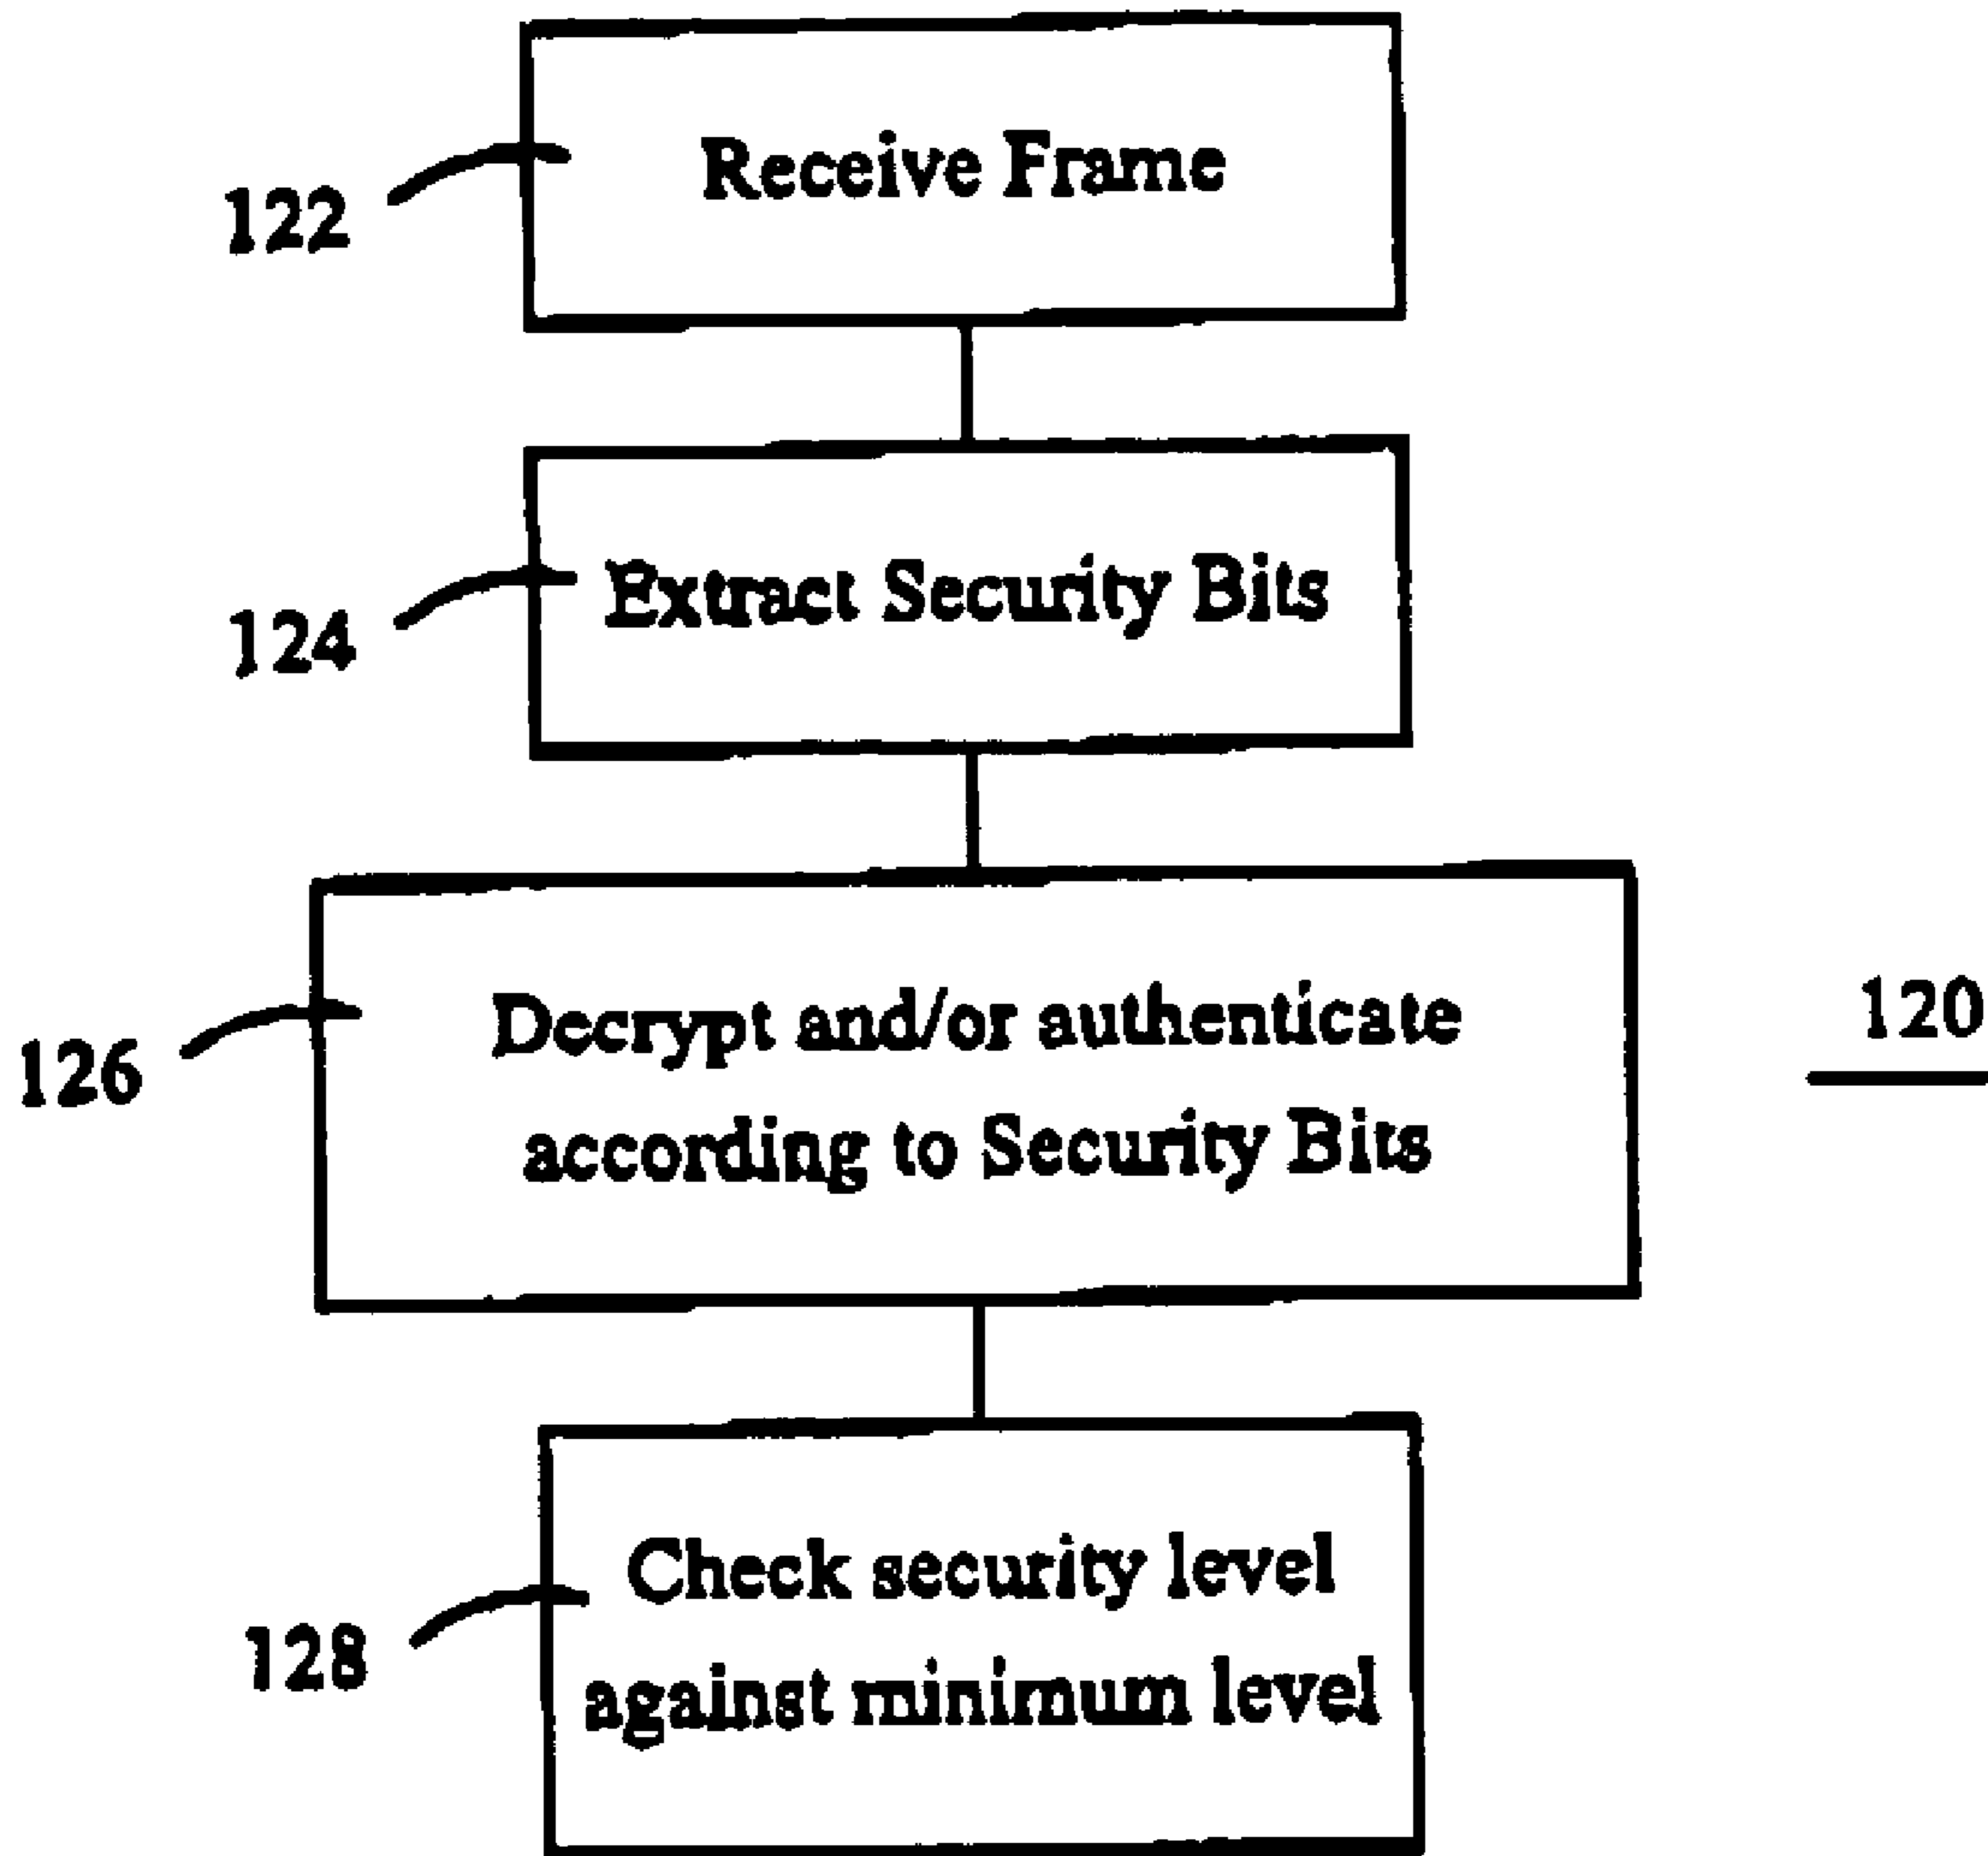 Receive Frame
122
Extract Security Bits
124
Decrypt and/or authenticate
according to Security Bits
126
120
Check security level
against minimum level
128